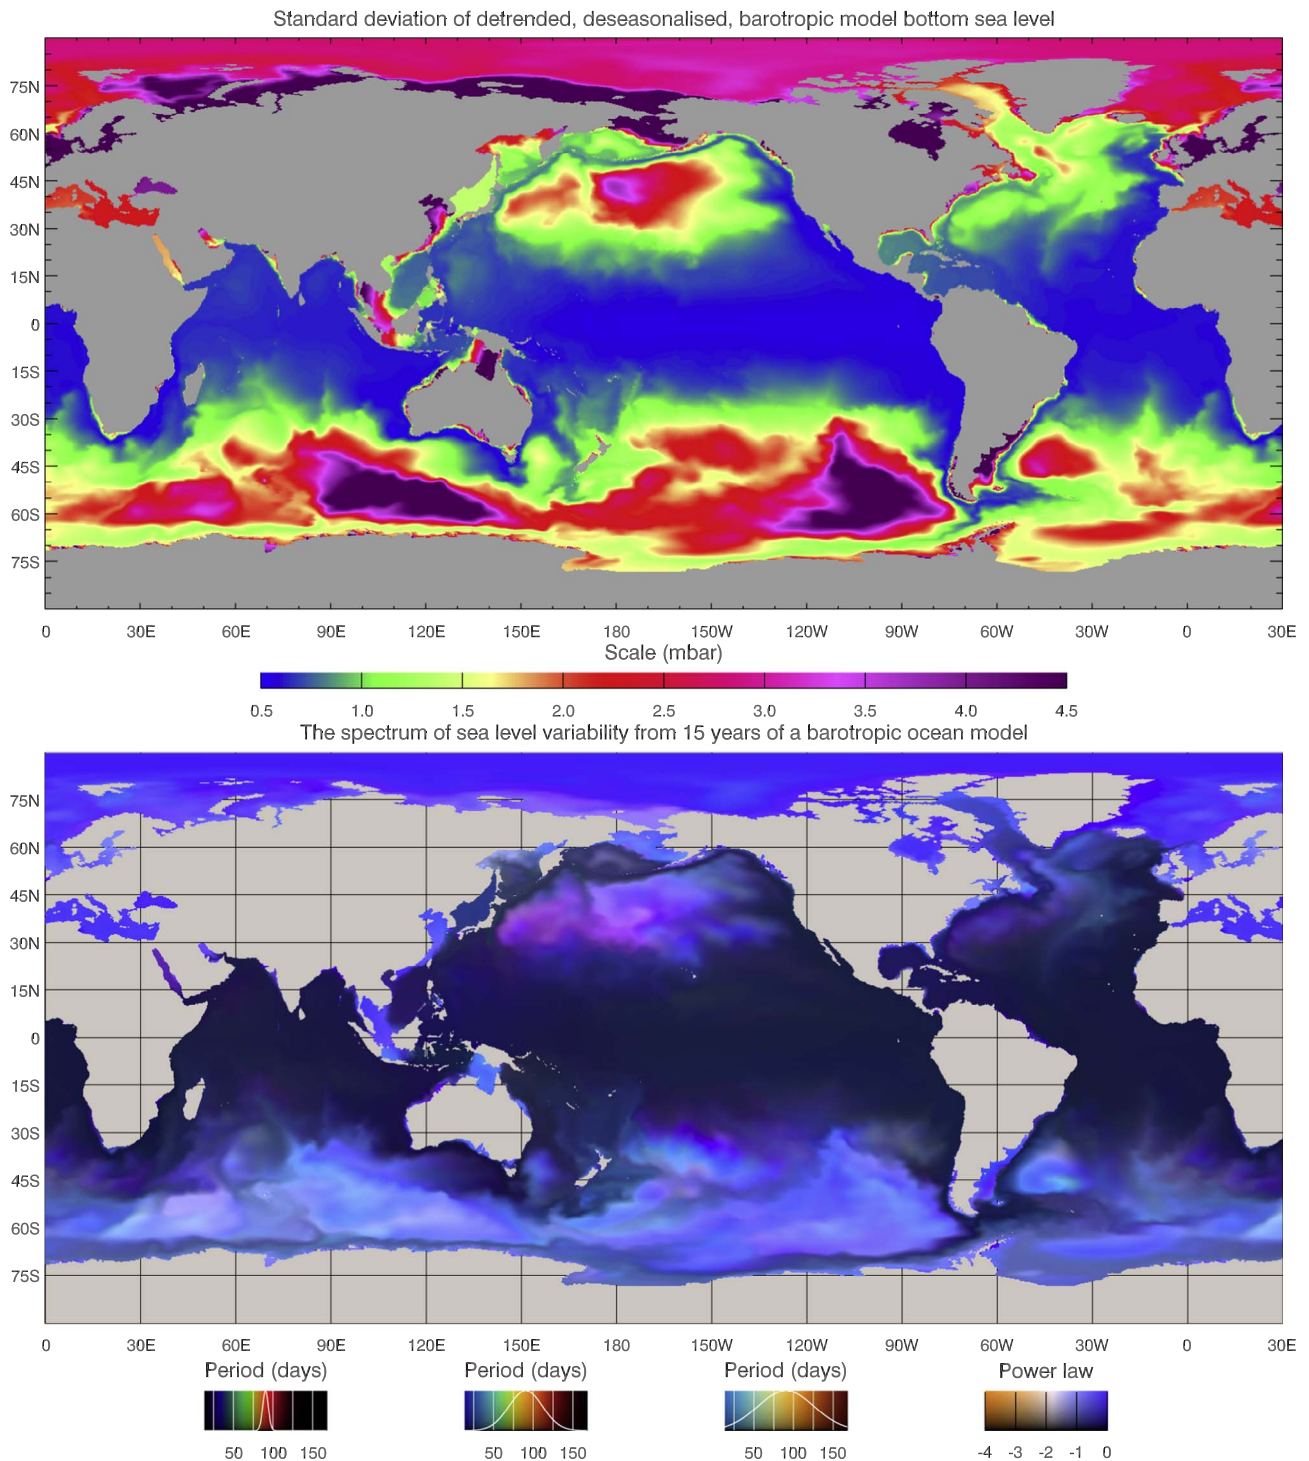 Standard deviation of detrended, deseasonalised, barotropic model bottom sea level
75N
60N
45N
30N
15N
0
15S
30S
45S
60S
75S
0 30E 60E 90E 120E 150E 180 150W 120W 90W 60W 30W 0 30E
Scale (mbar)
0.5 1.0 1.5 2.0 2.5 3.0 3.5 4.0 4.5
The spectrum of sea level variability from 15 years of a barotropic ocean model
75N
60N
45N
30N
15N
0
15S
30S
45S
60S
75S
0 30E 60E 90E 120E 150E 180 150W 120W 90W 60W 30W 0 30E
Period (days) Period (days) Period (days) Power law
50 100 150 50 100 150 50 100 150 -4 -3 -2 -1 0